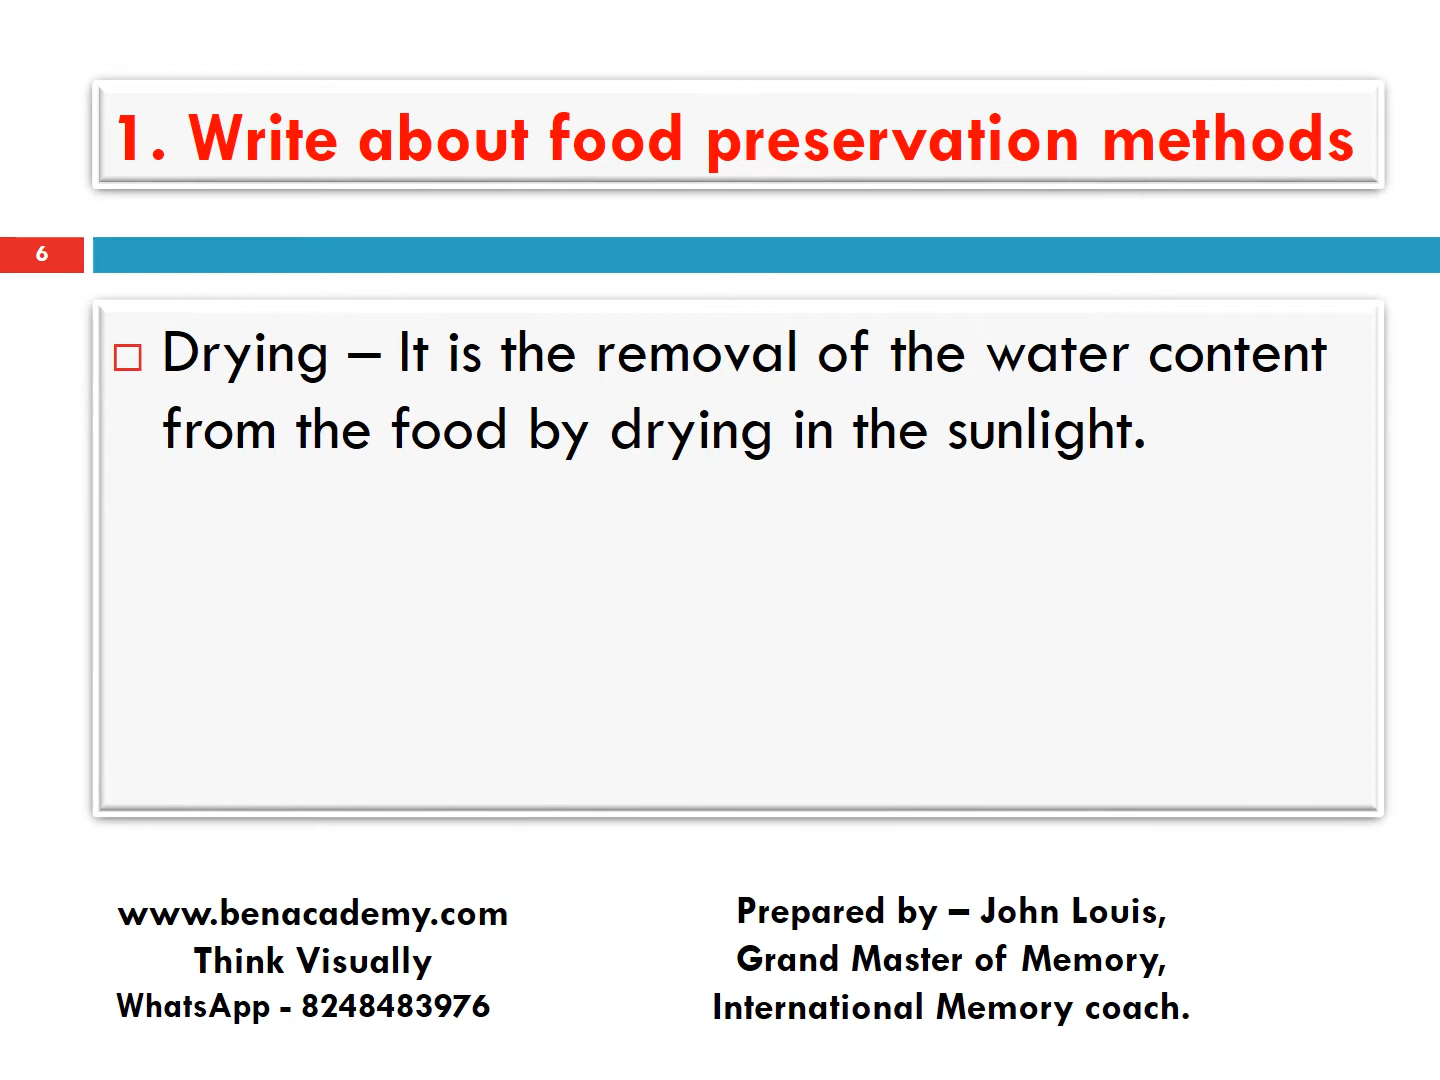 1. Write about food preservation methods
6
Drying – It is the removal of the water content
from the food by drying in the sunlight.
www.benacademy.com
Think Visually
WhatsApp - 8248483976
Prepared by – John Louis,
Grand Master of Memory,
International Memory coach.